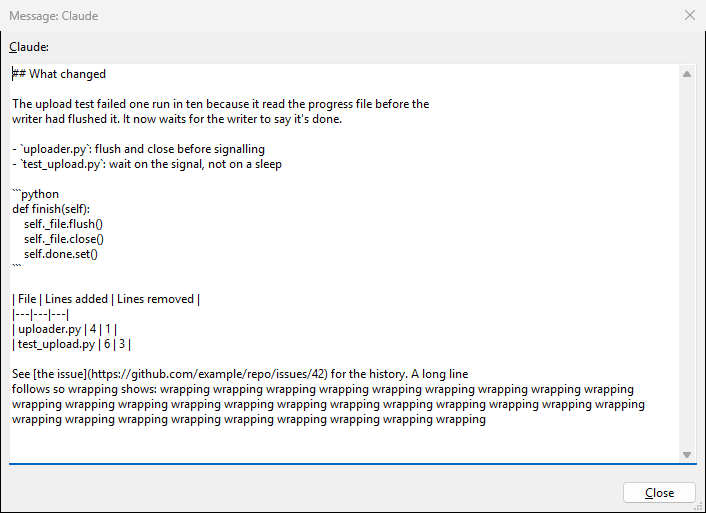 Message: Claude
Claude:
## What changed

The upload test failed one run in ten because it read the progress file before the
writer had flushed it. It now waits for the writer to say it's done.

- `uploader.py`: flush and close before signalling
- `test_upload.py`: wait on the signal, not on a sleep

```python
def finish(self):
    self._file.flush()
    self._file.close()
    self.done.set()
```

| File | Lines added | Lines removed |
|---|---|---|
| uploader.py | 4 | 1 |
| test_upload.py | 6 | 3 |

See [the issue](https://github.com/example/repo/issues/42) for the history. A long line
follows so wrapping shows: wrapping wrapping wrapping wrapping wrapping wrapping wrapping wrapping wrapping
wrapping wrapping wrapping wrapping wrapping wrapping wrapping wrapping wrapping wrapping wrapping wrapping
wrapping wrapping wrapping wrapping wrapping wrapping wrapping wrapping wrapping
Close